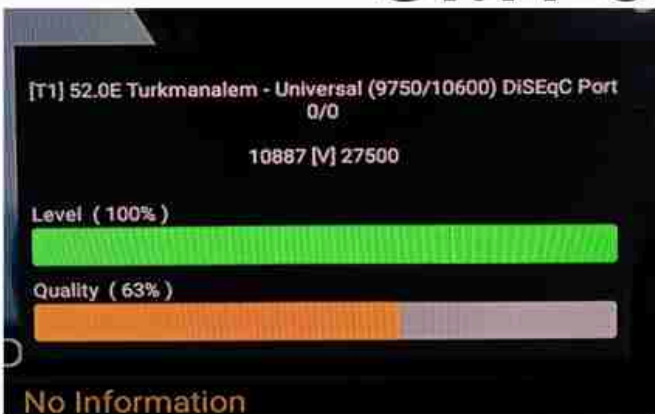 [T1] 52.0E Turkmanalem - Universal (9750/10600) DiSEqC Port
0/0
10887 [V] 27500
Level ( 100% )
Quality ( 63% )
No Information